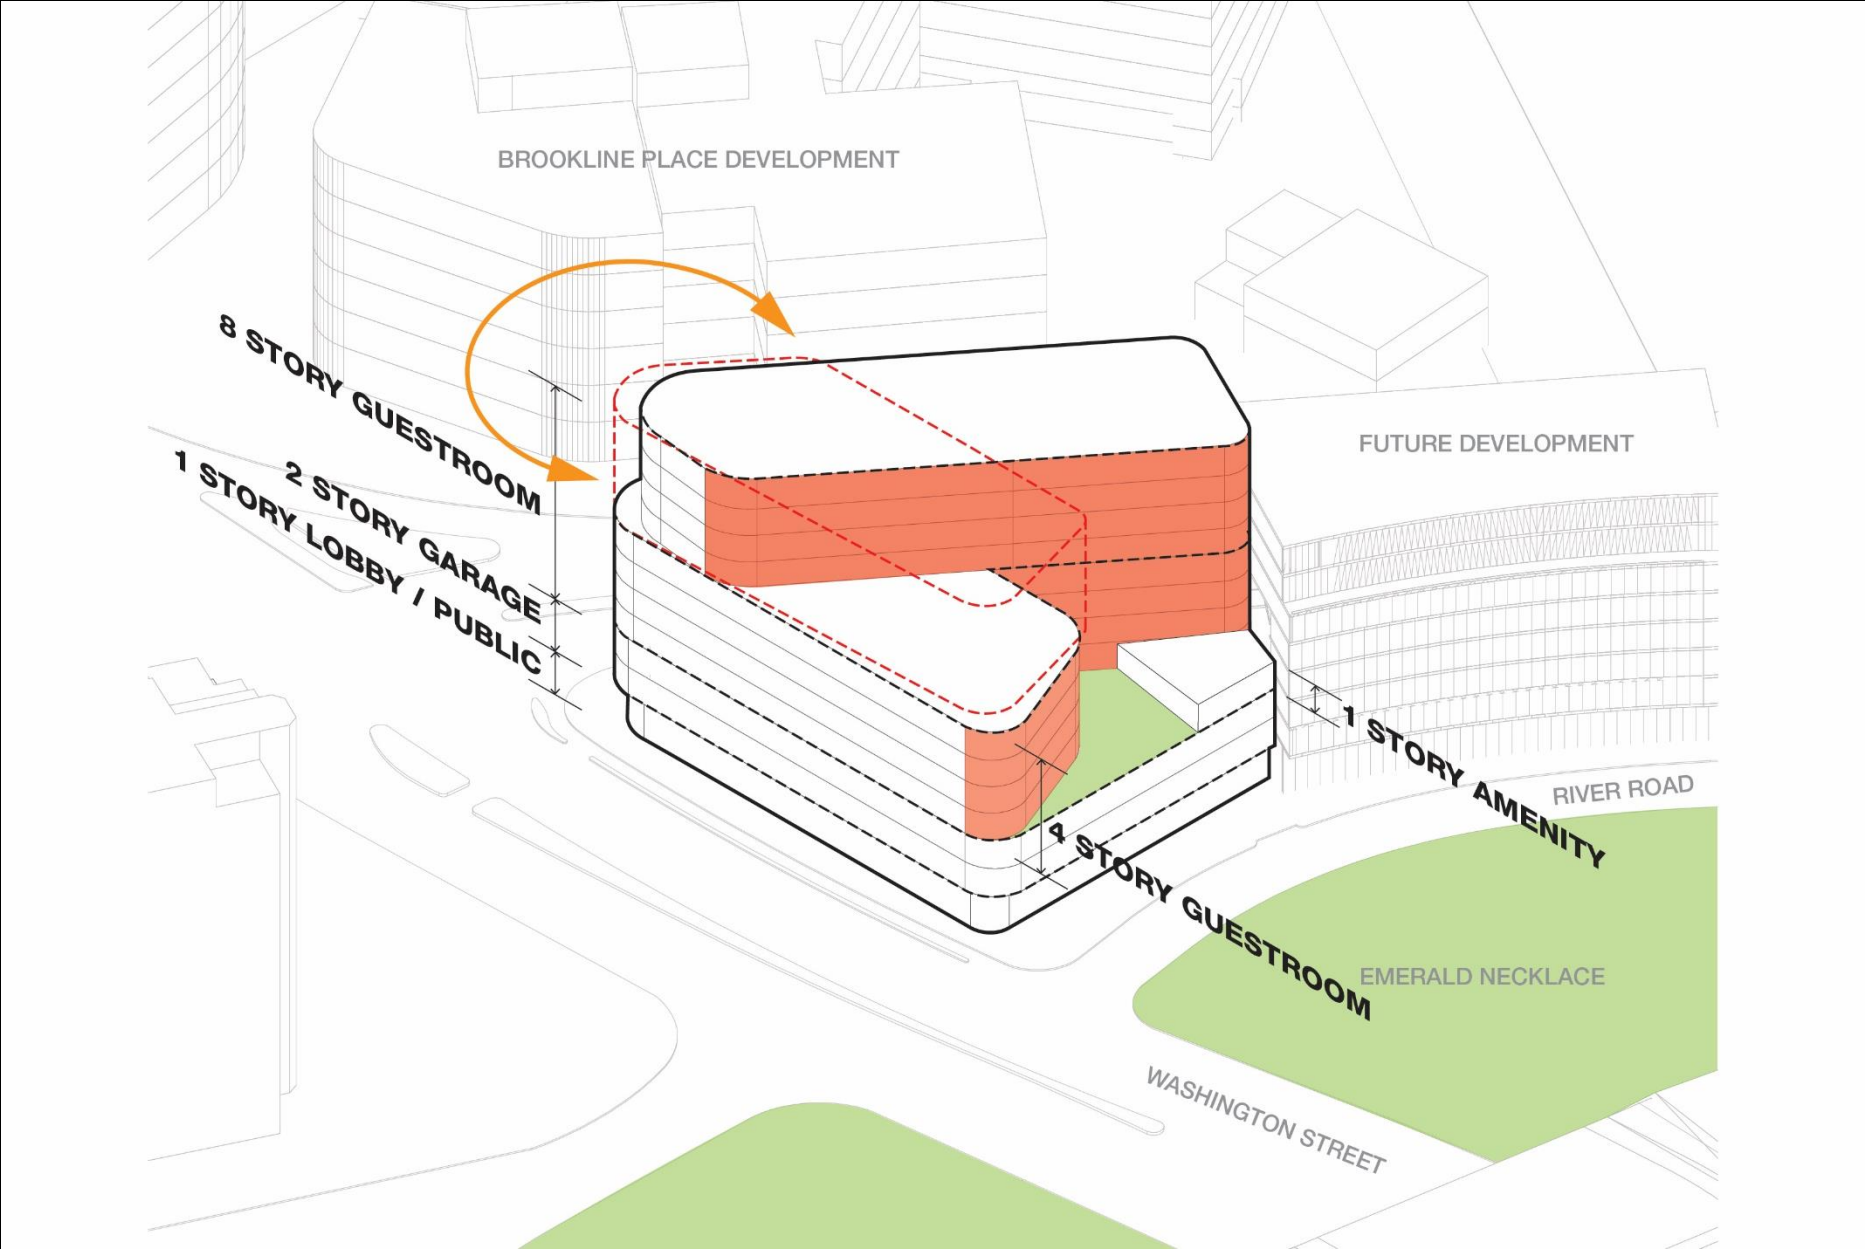 BROOKLINE PLACE DEVELOPMENT
8 STORY GUESTROOM
2 STORY GARAGE
1 STORY LOBBY / PUBLIC
FUTURE DEVELOPMENT
1 STORY AMENITY
RIVER ROAD
4 STORY GUESTROOM
EMERALD NECKLACE
WASHINGTON STREET